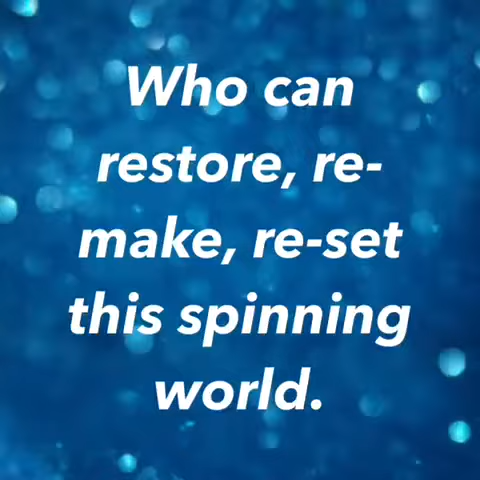 Who can
restore, re-
make, re-set
this spinning
world.